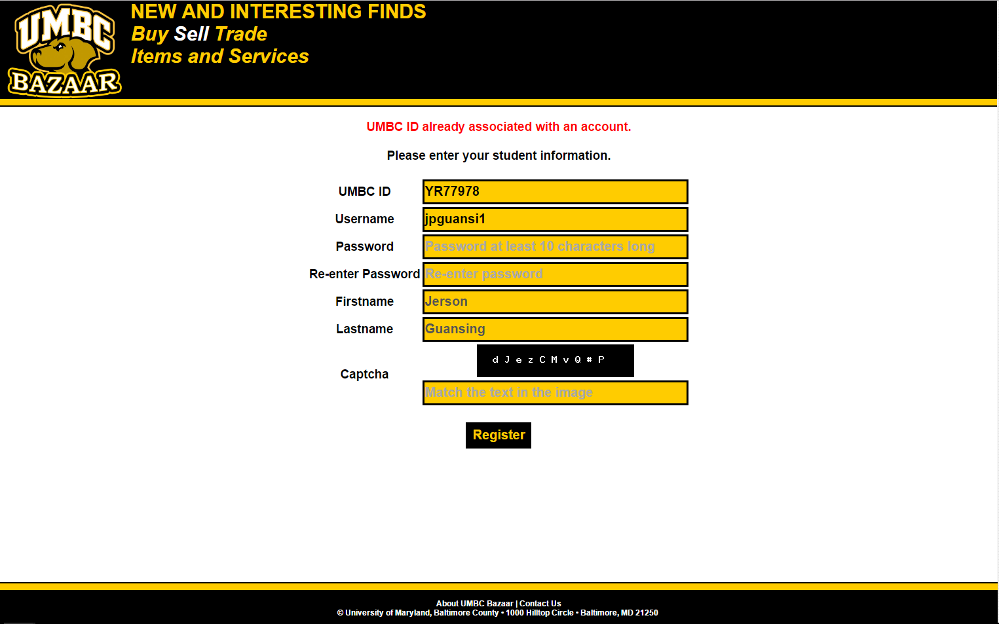 UMBC
BAZAAR
NEW AND INTERESTING FINDS
Buy Sell Trade
Items and Services
UMBC ID already associated with an account.
Please enter your student information.
UMBC ID YR77978
Username jpguansi1
Password Password at least 10 characters long
Re-enter Password Re-enter password
Firstname Jerson
Lastname Guansing
d J e z C M v Q # P
Captcha
Match the text in the image
Register
About UMBC Bazaar | Contact Us
© University of Maryland, Baltimore County • 1000 Hilltop Circle • Baltimore, MD 21250